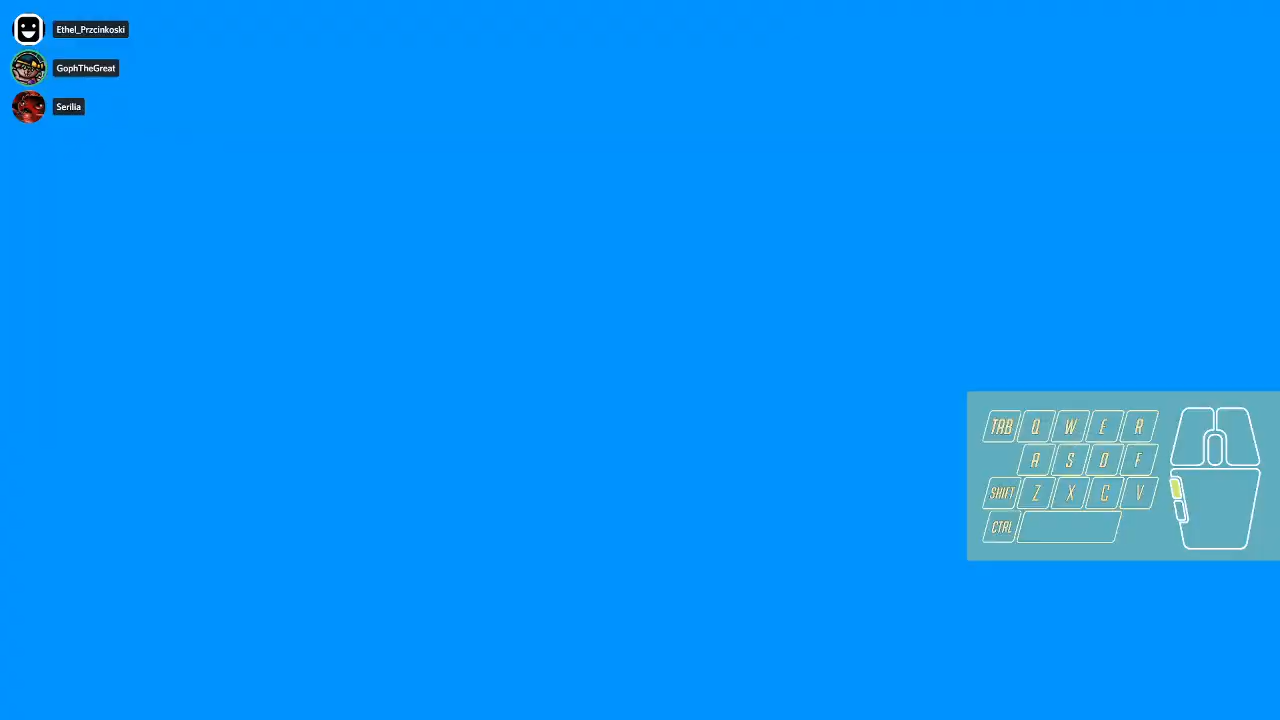 Ethel_Przcinkoski
GophTheGreat
Serilia
TAB Q W E R
A S D F
SHIFT Z X C V
CTRL